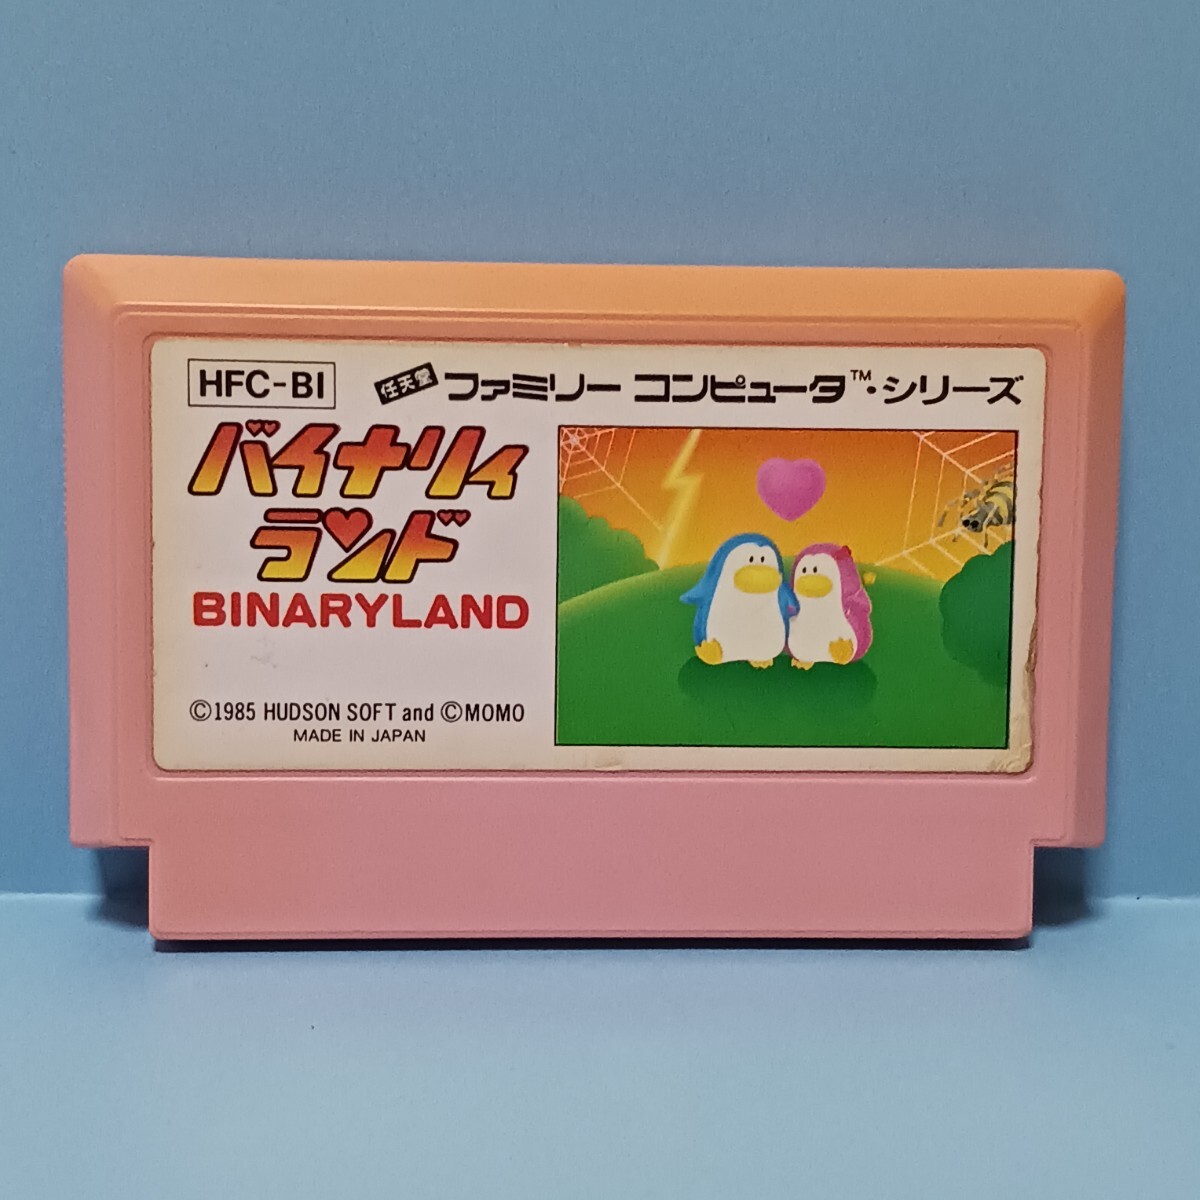 HFC-BI
任天堂 ファミリー コンピュータ™・シリーズ
バイナリィ
ランド
BINARYLAND
©1985 HUDSON SOFT and ©MOMO
MADE IN JAPAN